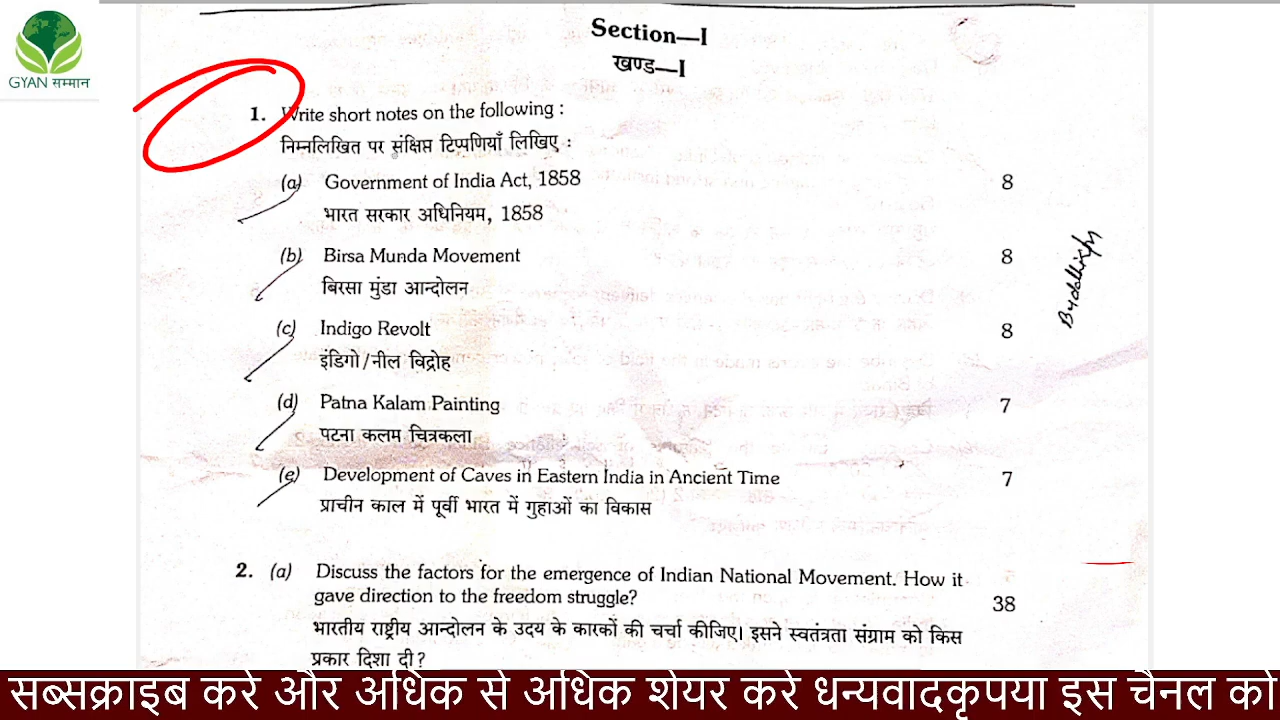 GYAN सम्मान
Section—I
खण्ड—I
1. Write short notes on the following :
निम्नलिखित पर संक्षिप्त टिप्पणियाँ लिखिए :
(a) Government of India Act, 1858 8
भारत सरकार अधिनियम, 1858
(b) Birsa Munda Movement 8
बिरसा मुंडा आन्दोलन
(c) Indigo Revolt 8
इंडिगो/नील विद्रोह
(d) Patna Kalam Painting 7
पटना कलम चित्रकला
(e) Development of Caves in Eastern India in Ancient Time 7
प्राचीन काल में पूर्वी भारत में गुहाओं का विकास
2. (a) Discuss the factors for the emergence of Indian National Movement. How it
gave direction to the freedom struggle? 38
भारतीय राष्ट्रीय आन्दोलन के उदय के कारकों की चर्चा कीजिए। इसने स्वतंत्रता संग्राम को किस
प्रकार दिशा दी?
सब्सक्राइब करे और अधिक से अधिक शेयर करे धन्यवादकृपया इस चैनल को